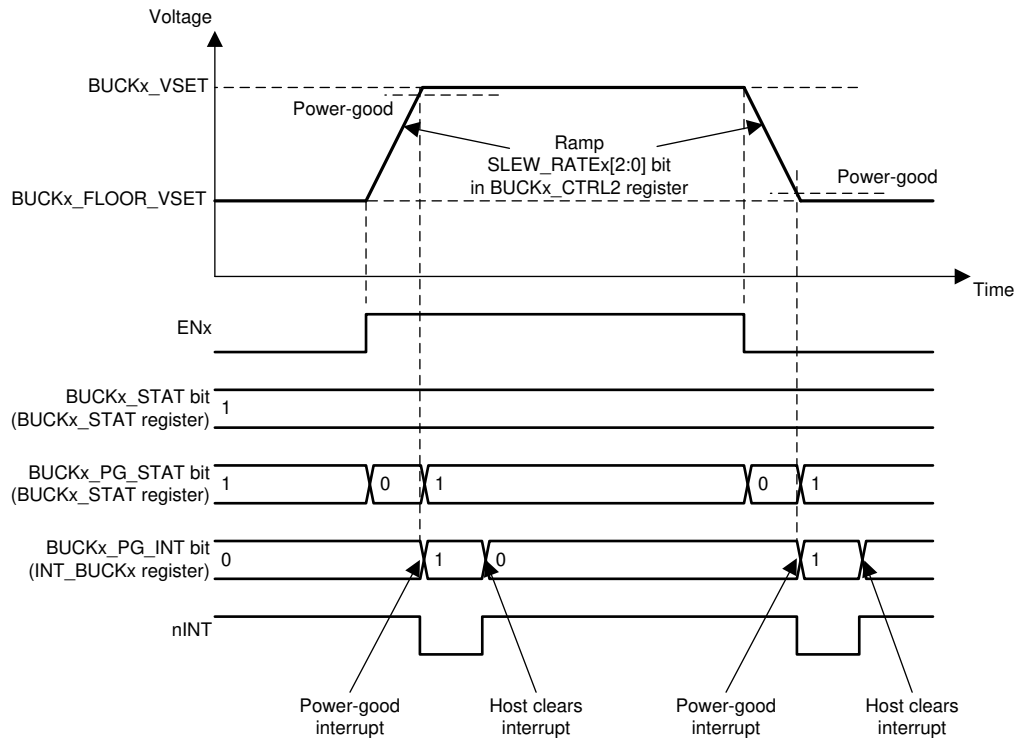 Voltage
BUCKx_VSET
Power-good
Ramp
SLEW_RATEx[2:0] bit
in BUCKx_CTRL2 register
Power-good
BUCKx_FLOOR_VSET
Time
ENx
BUCKx_STAT bit
(BUCKx_STAT register)
1
BUCKx_PG_STAT bit
(BUCKx_STAT register)
1
0
1
0
1
BUCKx_PG_INT bit
(INT_BUCKx register)
0
1
0
1
nINT
Power-good
interrupt
Host clears
interrupt
Power-good
interrupt
Host clears
interrupt